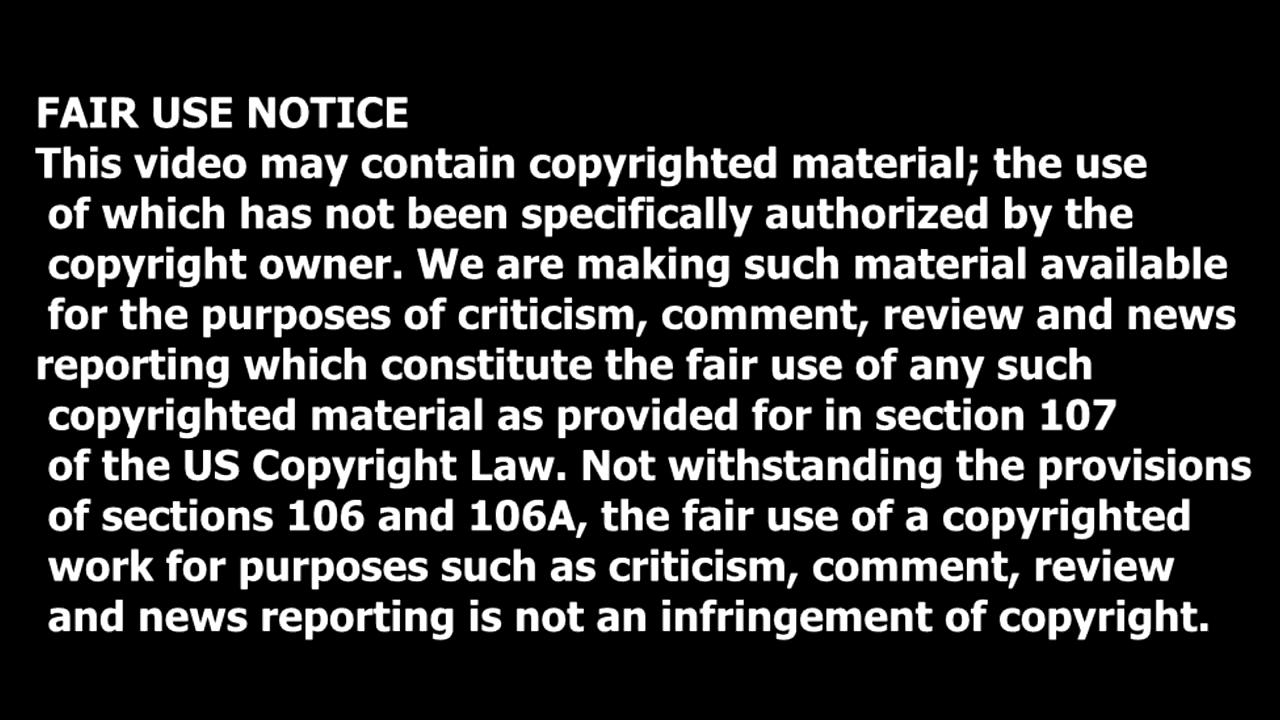 FAIR USE NOTICE
This video may contain copyrighted material; the use
of which has not been specifically authorized by the
copyright owner. We are making such material available
for the purposes of criticism, comment, review and news
reporting which constitute the fair use of any such
copyrighted material as provided for in section 107
of the US Copyright Law. Not withstanding the provisions
of sections 106 and 106A, the fair use of a copyrighted
work for purposes such as criticism, comment, review
and news reporting is not an infringement of copyright.